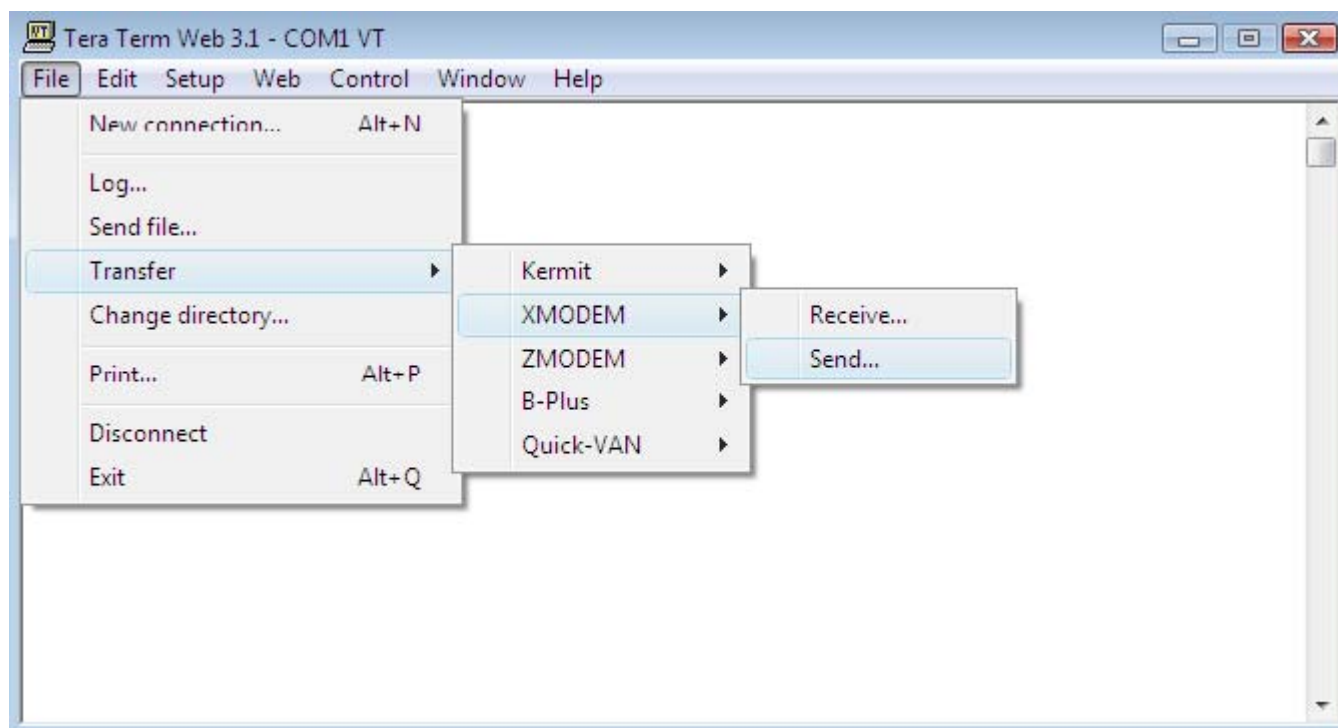 Tera Term Web 3.1 - COM1 VT
File Edit Setup Web Control Window Help
New connection... Alt+N
Log...
Send file...
Transfer
Change directory...
Print... Alt+P
Disconnect
Exit Alt+Q
Kermit
XMODEM
ZMODEM
B-Plus
Quick-VAN
Receive...
Send...